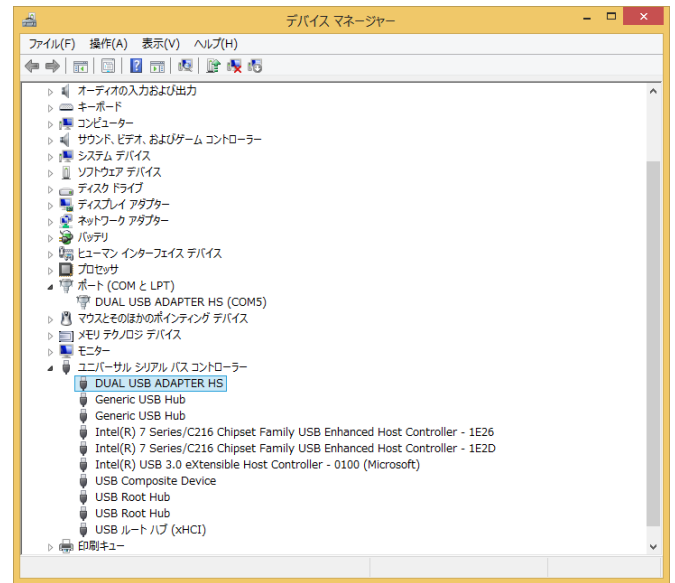 デバイス マネージャー
ファイル(F) 操作(A) 表示(V) ヘルプ(H)
オーディオの入力および出力
キーボード
コンピューター
サウンド、ビデオ、およびゲーム コントローラー
システム デバイス
ソフトウェア デバイス
ディスク ドライブ
ディスプレイ アダプター
ネットワーク アダプター
バッテリ
ヒューマン インターフェイス デバイス
プロセッサ
ポート (COM と LPT)
DUAL USB ADAPTER HS (COM5)
マウスとそのほかのポインティング デバイス
メモリ テクノロジ デバイス
モニター
ユニバーサル シリアル バス コントローラー
DUAL USB ADAPTER HS
Generic USB Hub
Generic USB Hub
Intel(R) 7 Series/C216 Chipset Family USB Enhanced Host Controller - 1E26
Intel(R) 7 Series/C216 Chipset Family USB Enhanced Host Controller - 1E2D
Intel(R) USB 3.0 eXtensible Host Controller - 0100 (Microsoft)
USB Composite Device
USB Root Hub
USB Root Hub
USB ルート ハブ (xHCI)
印刷キュー